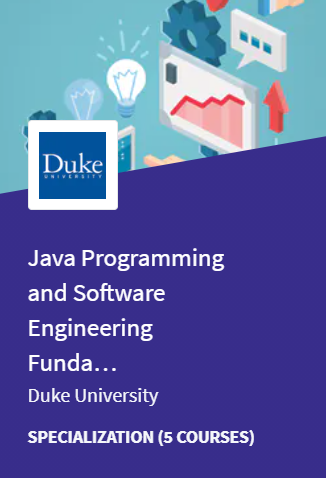 Duke
UNIVERSITY
Java Programming
and Software
Engineering
Funda...
Duke University
SPECIALIZATION (5 COURSES)